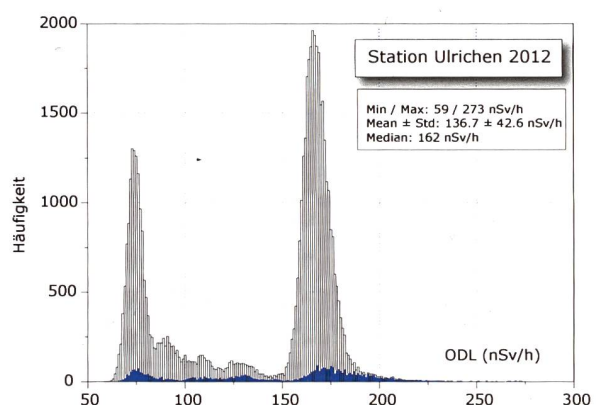 2000
1500
1000
500
0
Häufigkeit
Station Ulrichen 2012
Min / Max: 59 / 273 nSv/h
Mean ± Std: 136.7 ± 42.6 nSv/h
Median: 162 nSv/h
ODL (nSv/h)
50 100 150 200 250 300